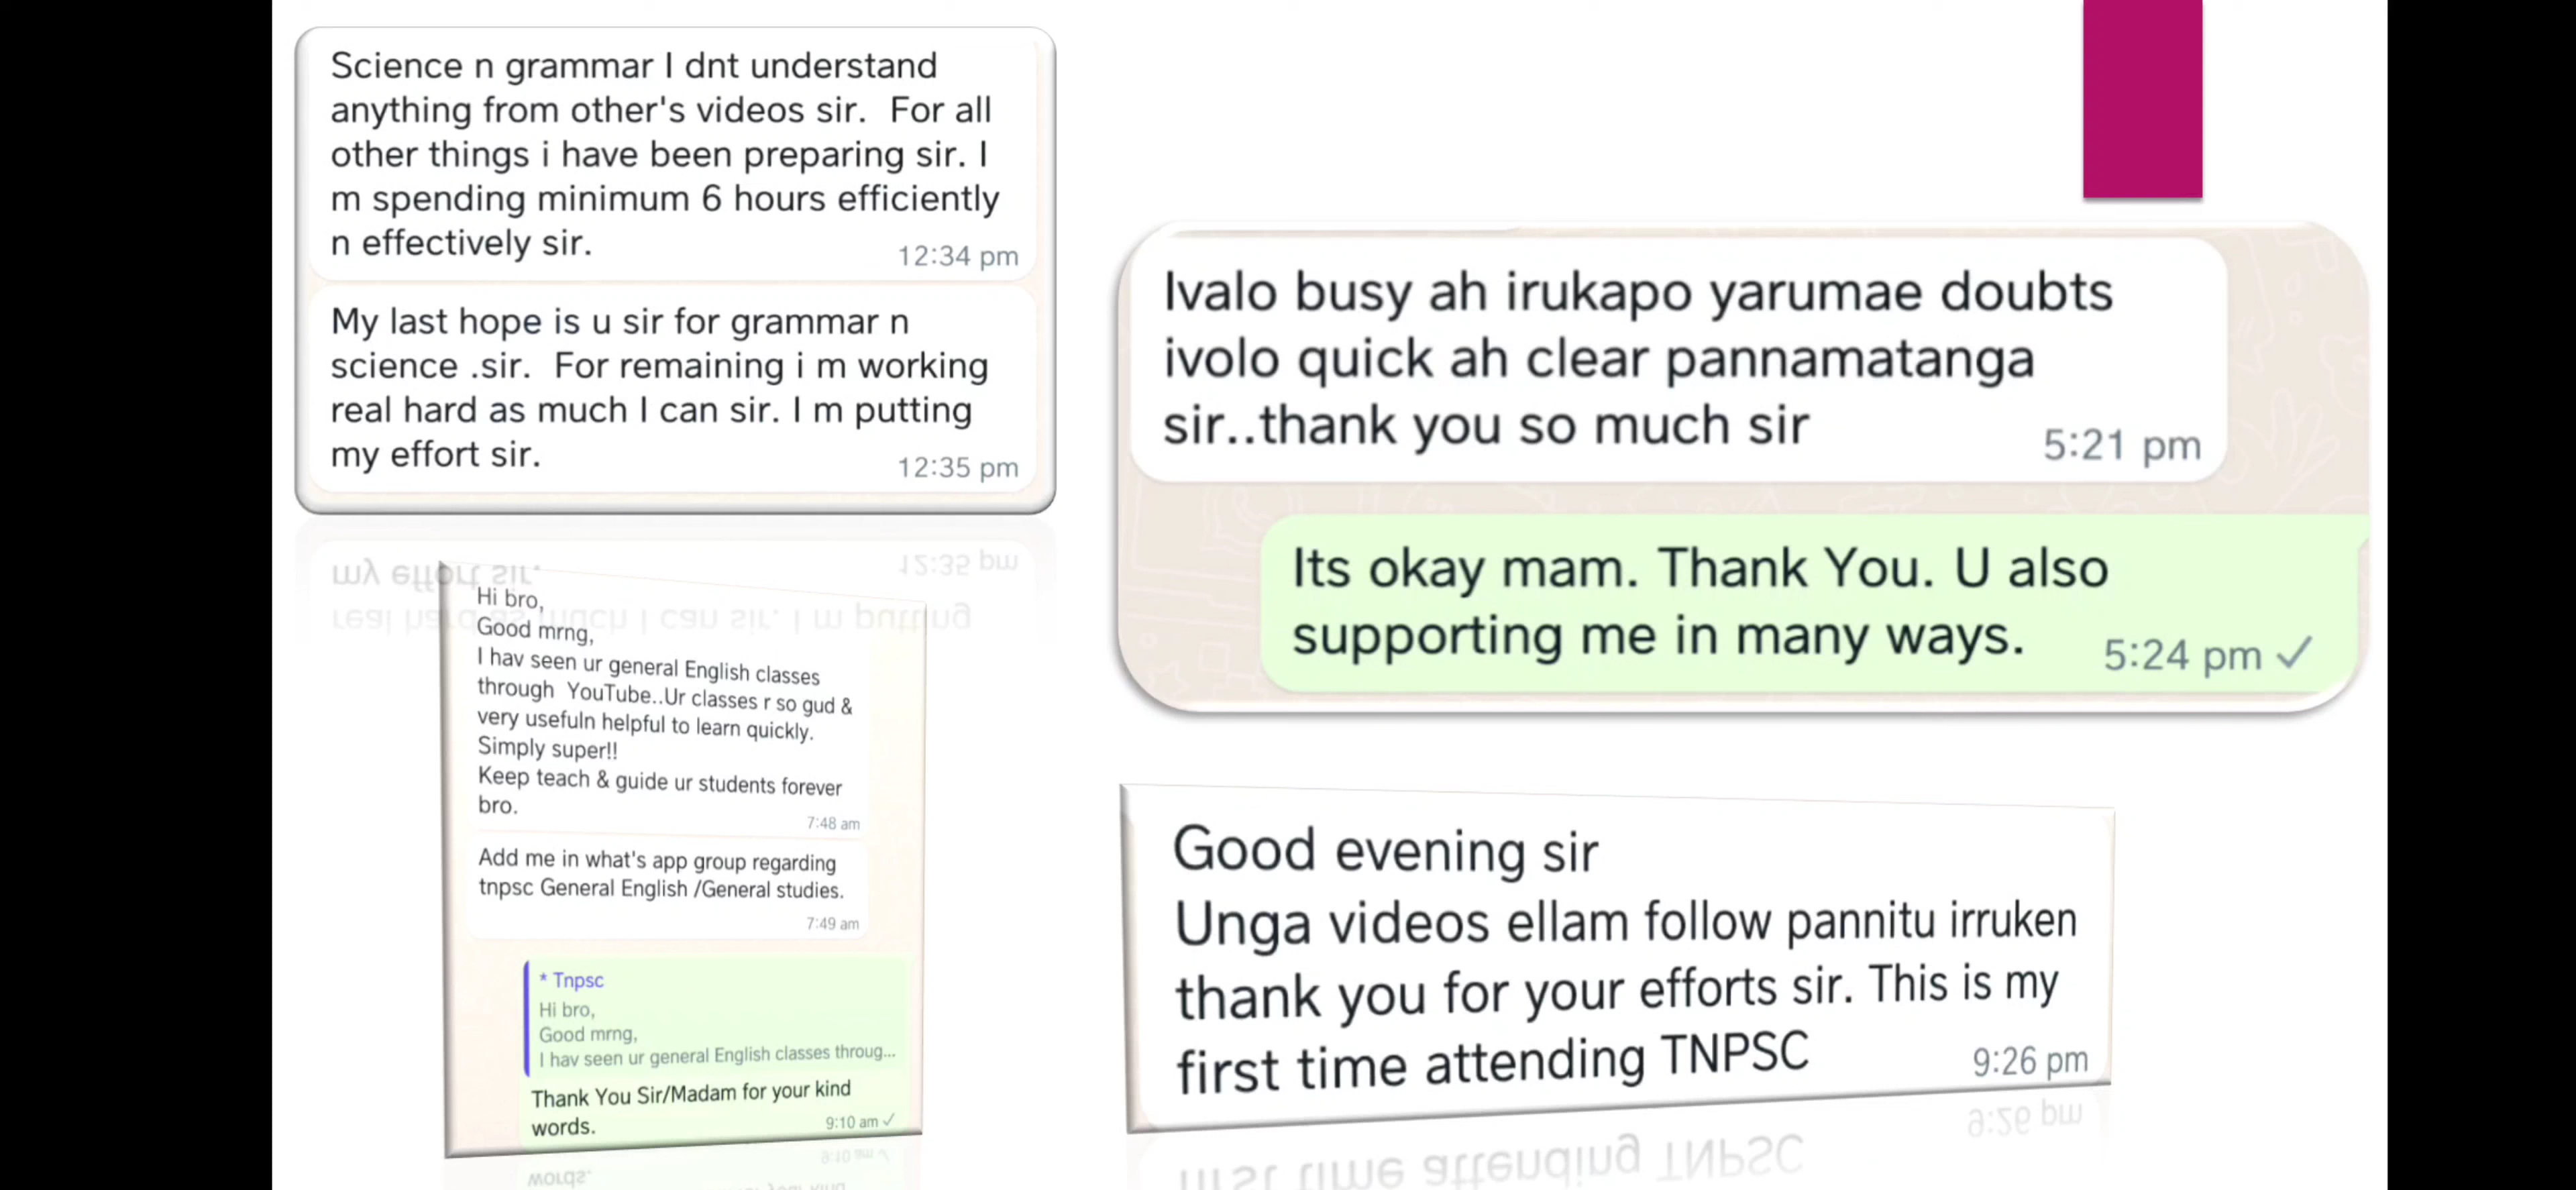 Science n grammar I dnt understand
anything from other's videos sir.  For all
other things i have been preparing sir. I
m spending minimum 6 hours efficiently
n effectively sir.
12:34 pm
My last hope is u sir for grammar n
science .sir.  For remaining i m working
real hard as much I can sir. I m putting
my effort sir.
12:35 pm
Hi bro,
Good mrng,
I hav seen ur general English classes
through  YouTube..Ur classes r so gud &
very usefuln helpful to learn quickly.
Simply super!!
Keep teach & guide ur students forever
bro.
7:48 am
Add me in what's app group regarding
tnpsc General English /General studies.
7:49 am
* Tnpsc
Hi bro,
Good mrng,
I hav seen ur general English classes throug...
Thank You Sir/Madam for your kind
words.
9:10 am
Ivalo busy ah irukapo yarumae doubts
ivolo quick ah clear pannamatanga
sir..thank you so much sir
5:21 pm
Its okay mam. Thank You. U also
supporting me in many ways.
5:24 pm
Good evening sir
Unga videos ellam follow pannitu irruken
thank you for your efforts sir. This is my
first time attending TNPSC
9:26 pm